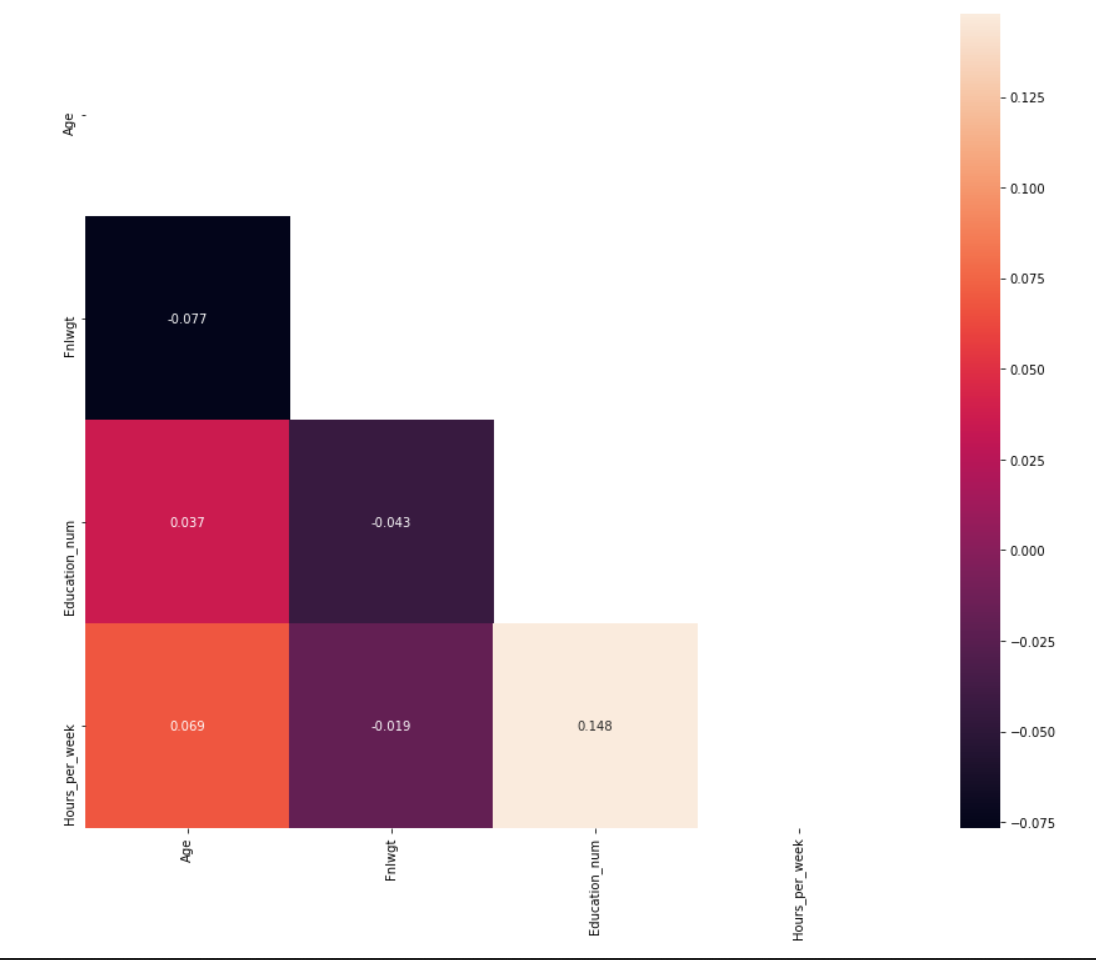 0.125
Age
0.100
0.075
Fnlwgt
-0.077
0.050
0.025
Education_num
0.037
-0.043
0.000
−0.025
Hours_per_week
0.069
-0.019
0.148
−0.050
−0.075
Age
Fnlwgt
Education_num
Hours_per_week